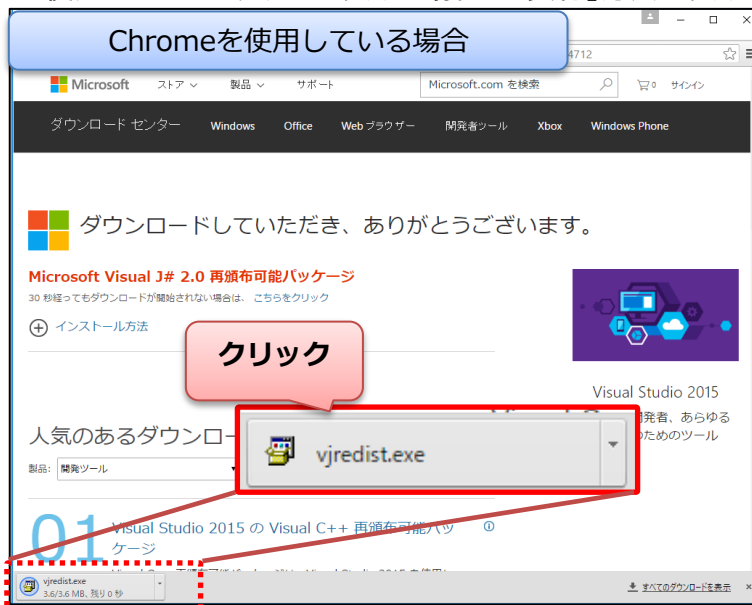 Chromeを使用している場合
4712
Microsoft ストア 製品 サポート Microsoft.com を検索 0 サインイン
ダウンロード センター Windows Office Web ブラウザー 開発者ツール Xbox Windows Phone
ダウンロードしていただき、ありがとうございます。
Microsoft Visual J# 2.0 再頒布可能パッケージ
30 秒経ってもダウンロードが開始されない場合は、 こちらをクリック
インストール方法
クリック
Visual Studio 2015
発者、あらゆる
のためのツール
人気のあるダウンロー
vjredist.exe
製品: 開発ツール
01 Visual Studio 2015 の Visual C++ 再頒布可能パッ
ケージ
vjredist.exe
3.6/3.6 MB、残り 0 秒
すべてのダウンロードを表示